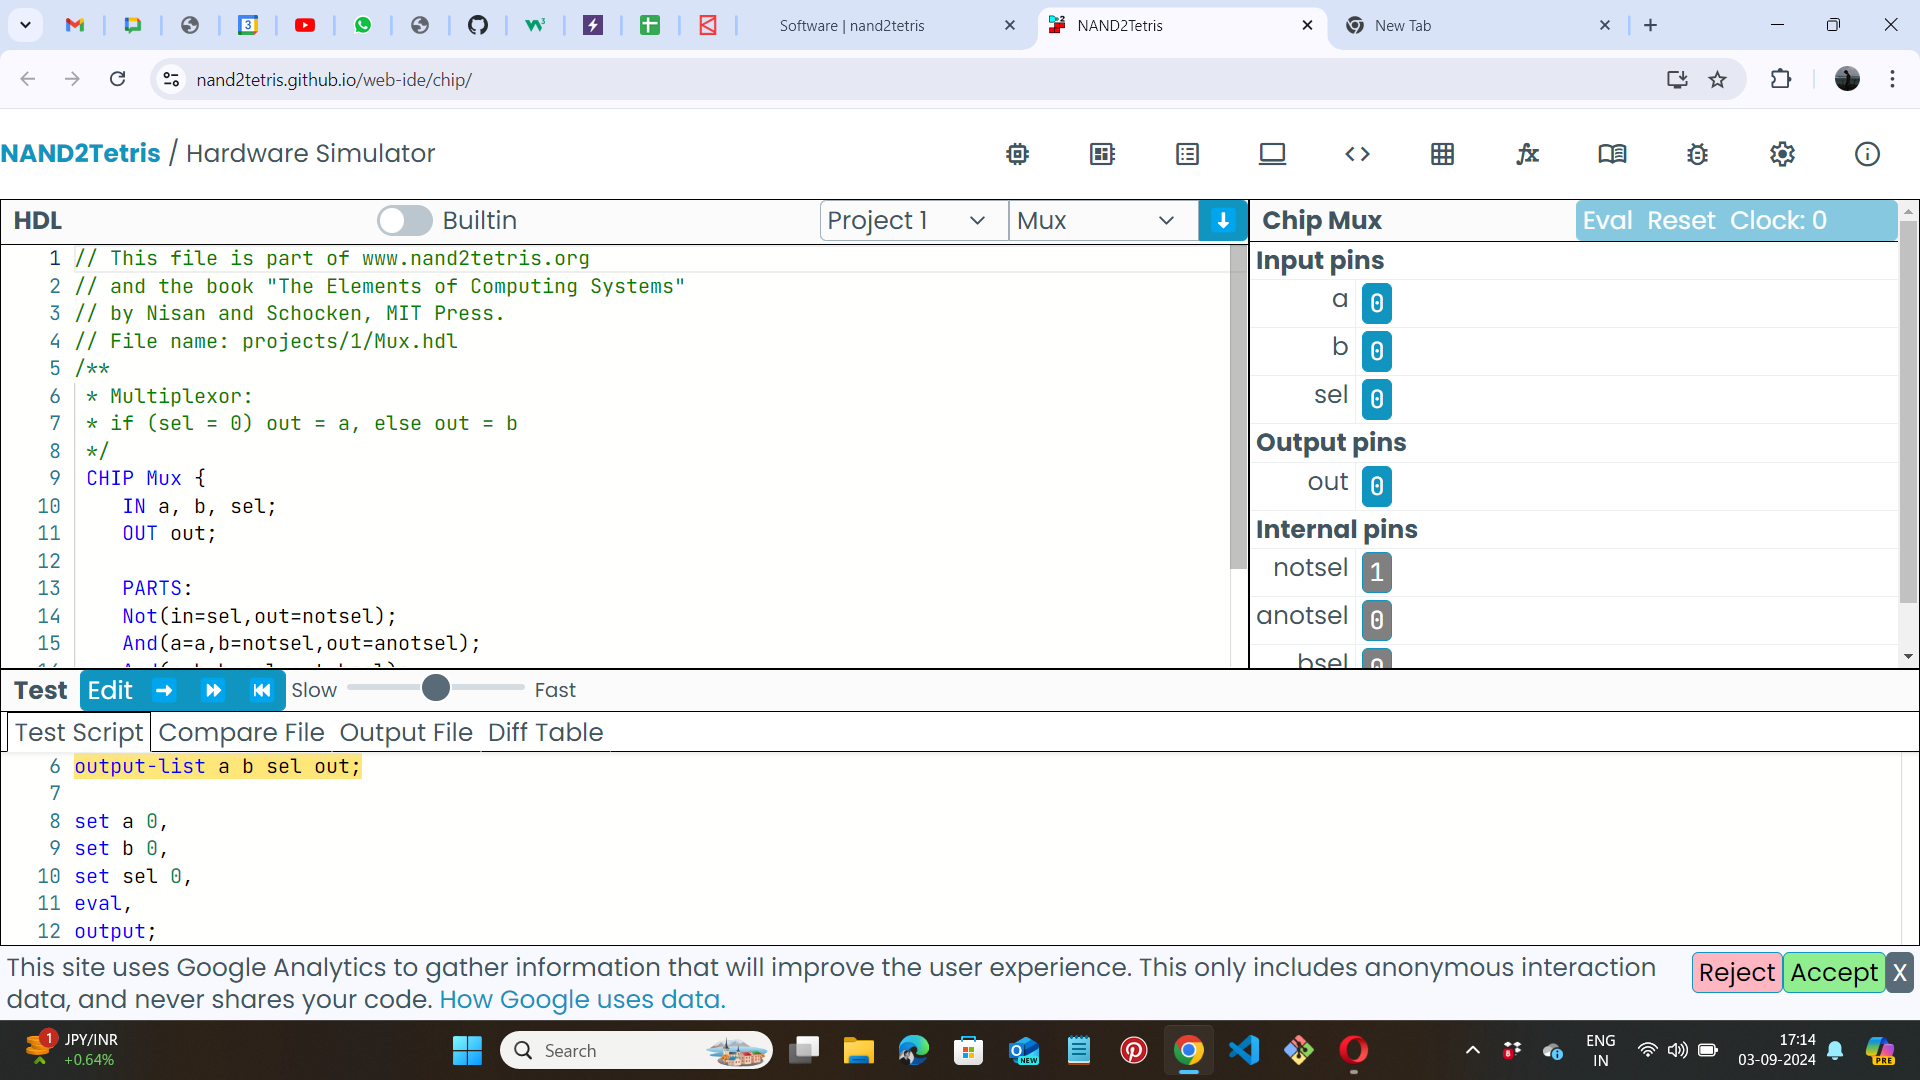 Software | nand2tetris
NAND2Tetris
New Tab
nand2tetris.github.io/web-ide/chip/
NAND2Tetris / Hardware Simulator
HDL
Builtin
Project 1
Mux
1 // This file is part of www.nand2tetris.org
2 // and the book "The Elements of Computing Systems"
3 // by Nisan and Schocken, MIT Press.
4 // File name: projects/1/Mux.hdl
5 /**
6 * Multiplexor:
7 * if (sel = 0) out = a, else out = b
8 */
9 CHIP Mux {
10 IN a, b, sel;
11 OUT out;
12
13 PARTS:
14 Not(in=sel,out=notsel);
15 And(a=a,b=notsel,out=anotsel);
Chip Mux
Eval Reset Clock: 0
Input pins
a 0
b 0
sel 0
Output pins
out 0
Internal pins
notsel 1
anotsel 0
bsel 0
Test Edit Slow Fast
Test Script Compare File Output File Diff Table
6 output-list a b sel out;
7
8 set a 0,
9 set b 0,
10 set sel 0,
11 eval,
12 output;
This site uses Google Analytics to gather information that will improve the user experience. This only includes anonymous interaction
data, and never shares your code. How Google uses data.
Reject Accept X
1 JPY/INR
+0.64%
Search
NEW
8
ENG
IN
17:14
03-09-2024
PRE